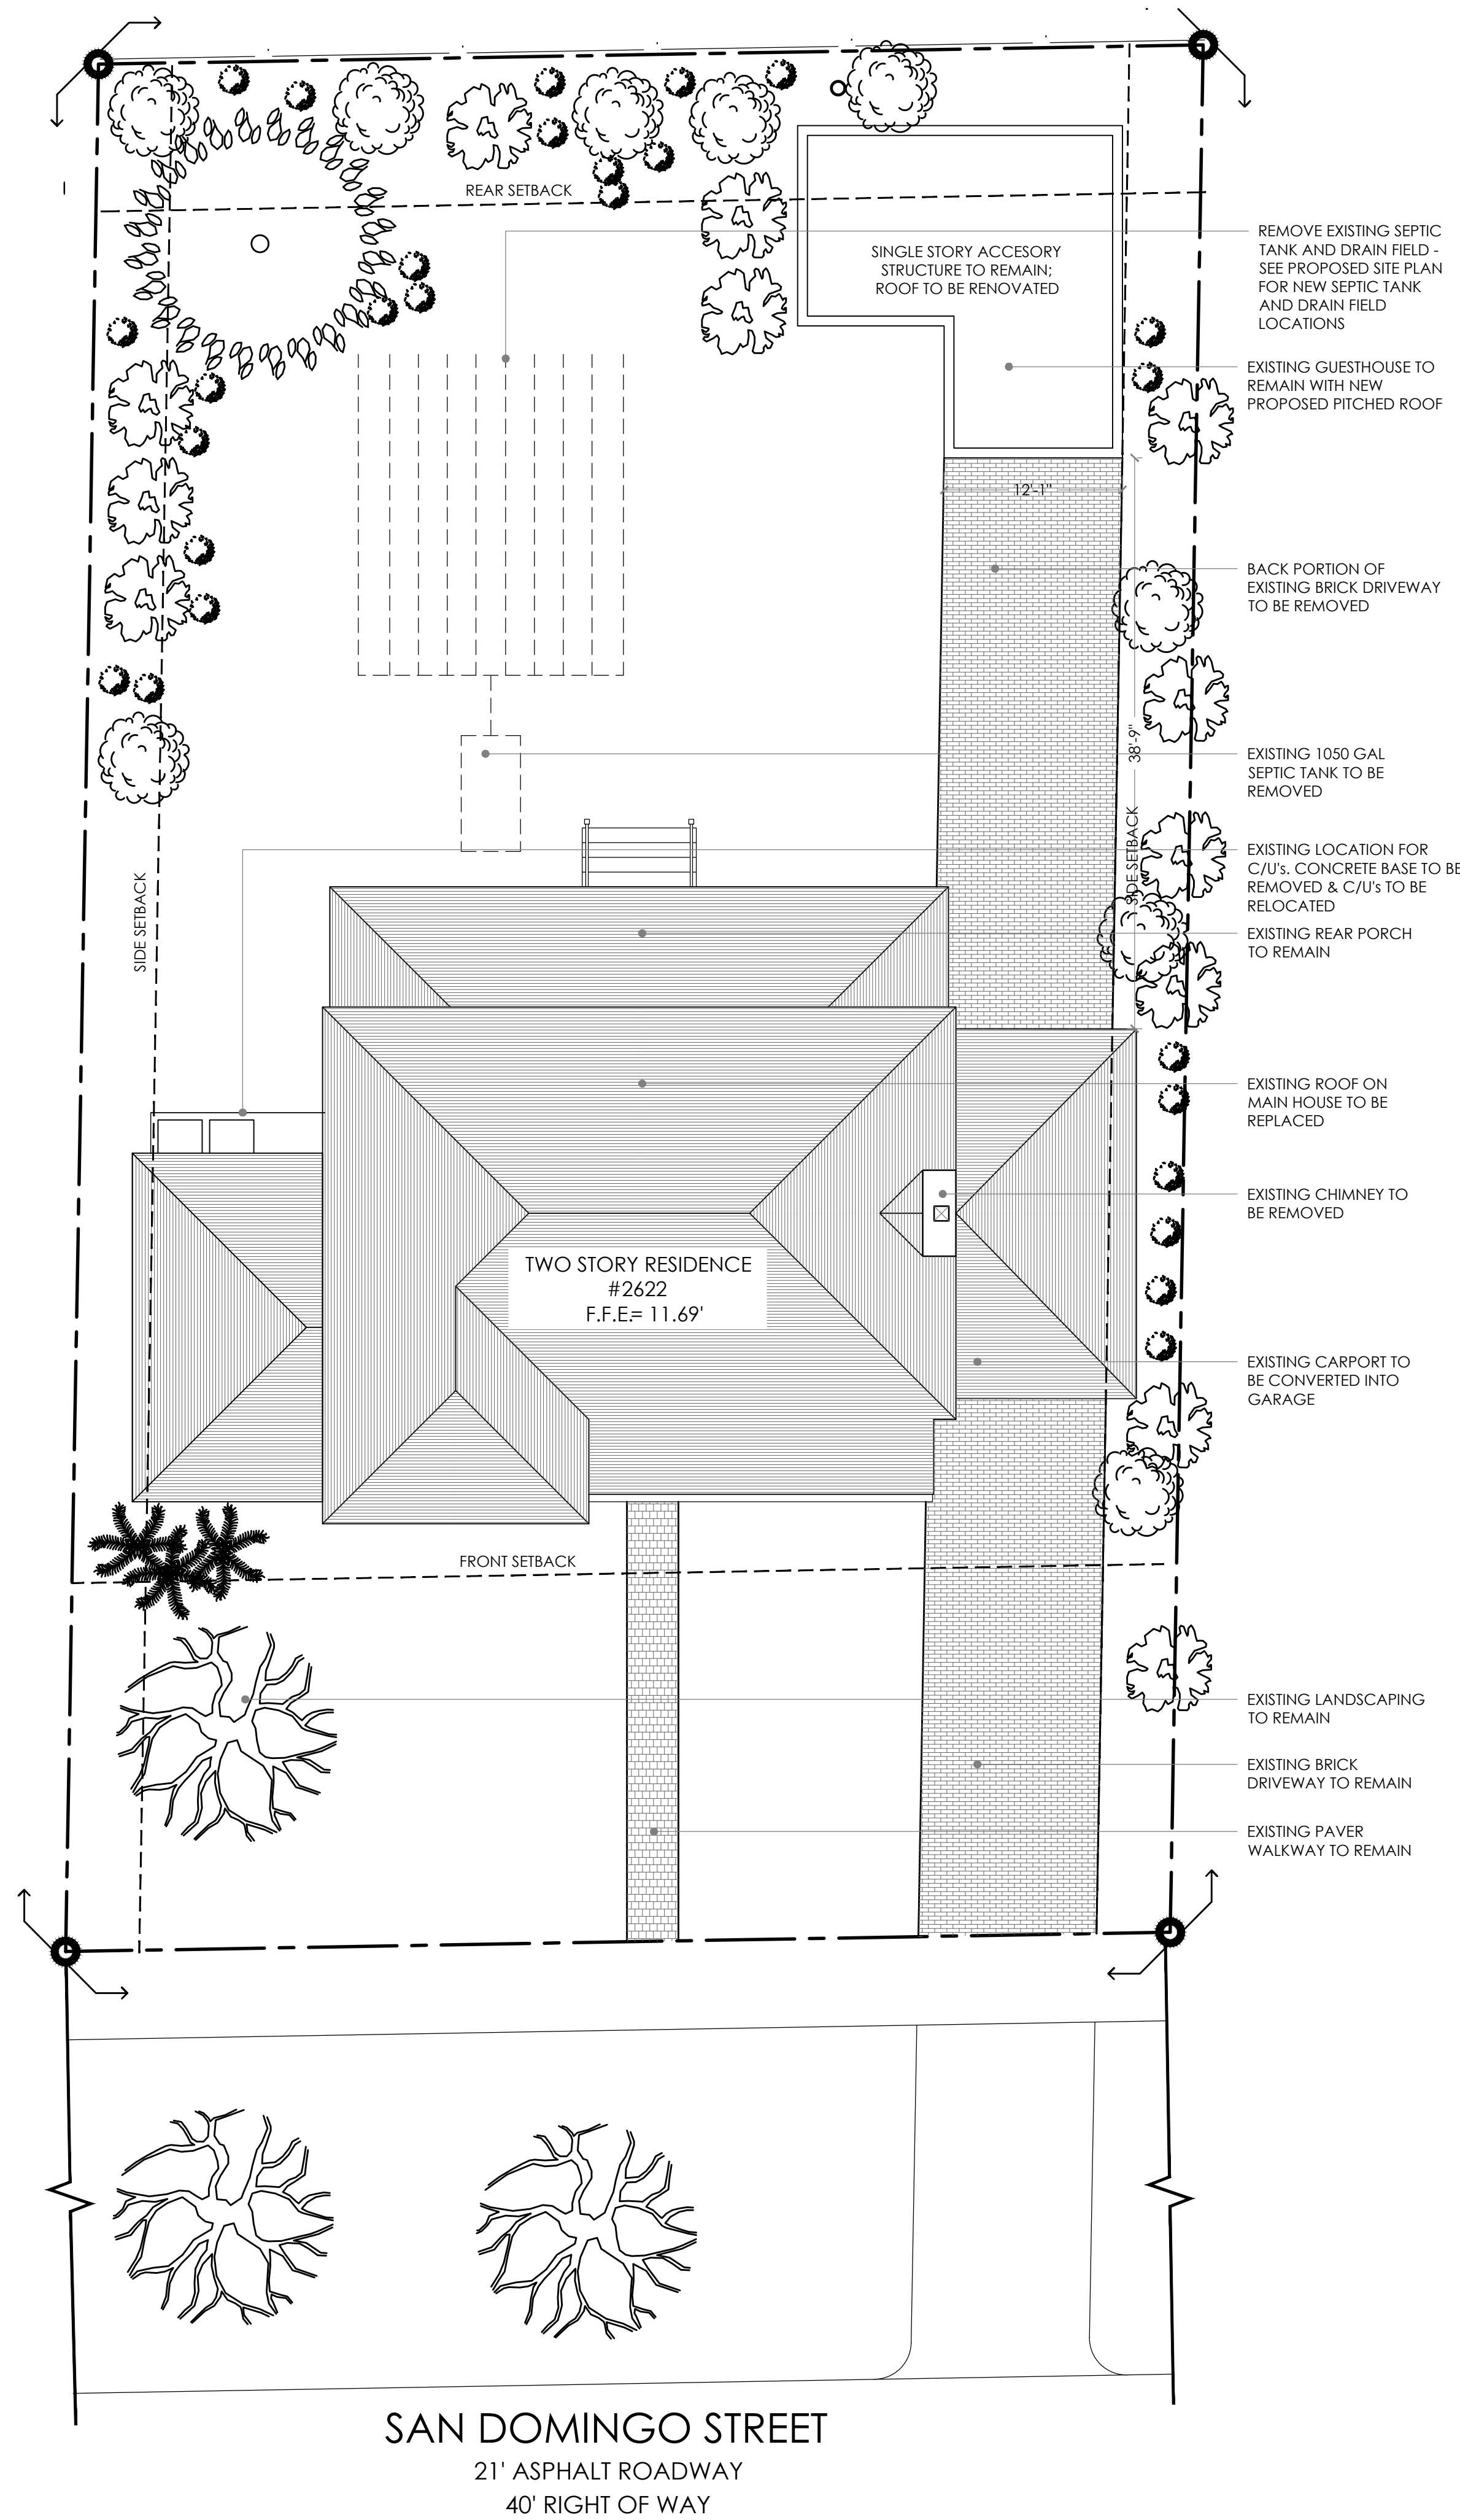 REAR SETBACK
SINGLE STORY ACCESORY
STRUCTURE TO REMAIN;
ROOF TO BE RENOVATED
REMOVE EXISTING SEPTIC
TANK AND DRAIN FIELD -
SEE PROPOSED SITE PLAN
FOR NEW SEPTIC TANK
AND DRAIN FIELD
LOCATIONS
EXISTING GUESTHOUSE TO
REMAIN WITH NEW
PROPOSED PITCHED ROOF
12'-1"
BACK PORTION OF
EXISTING BRICK DRIVEWAY
TO BE REMOVED
38'-9"
EXISTING 1050 GAL
SEPTIC TANK TO BE
REMOVED
SIDE SETBACK
SIDE SETBACK
EXISTING LOCATION FOR
C/U's. CONCRETE BASE TO BE
REMOVED & C/U's TO BE
RELOCATED
EXISTING REAR PORCH
TO REMAIN
EXISTING ROOF ON
MAIN HOUSE TO BE
REPLACED
EXISTING CHIMNEY TO
BE REMOVED
TWO STORY RESIDENCE
#2622
F.F.E.= 11.69'
EXISTING CARPORT TO
BE CONVERTED INTO
GARAGE
FRONT SETBACK
EXISTING LANDSCAPING
TO REMAIN
EXISTING BRICK
DRIVEWAY TO REMAIN
EXISTING PAVER
WALKWAY TO REMAIN
SAN DOMINGO STREET
21' ASPHALT ROADWAY
40' RIGHT OF WAY